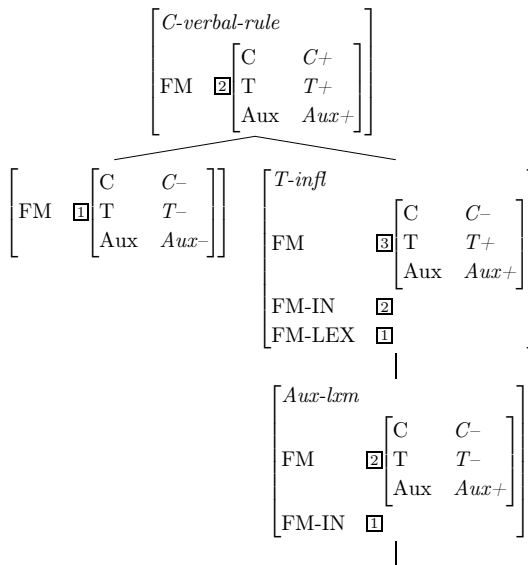 C-verbal-rule
C C+
FM 2 T T+
Aux Aux+
C C–
FM 1 T T–
Aux Aux–
T-infl
C C–
FM 3 T T+
Aux Aux+
FM-IN 2
FM-LEX 1
Aux-lxm
C C–
FM 2 T T–
Aux Aux+
FM-IN 1